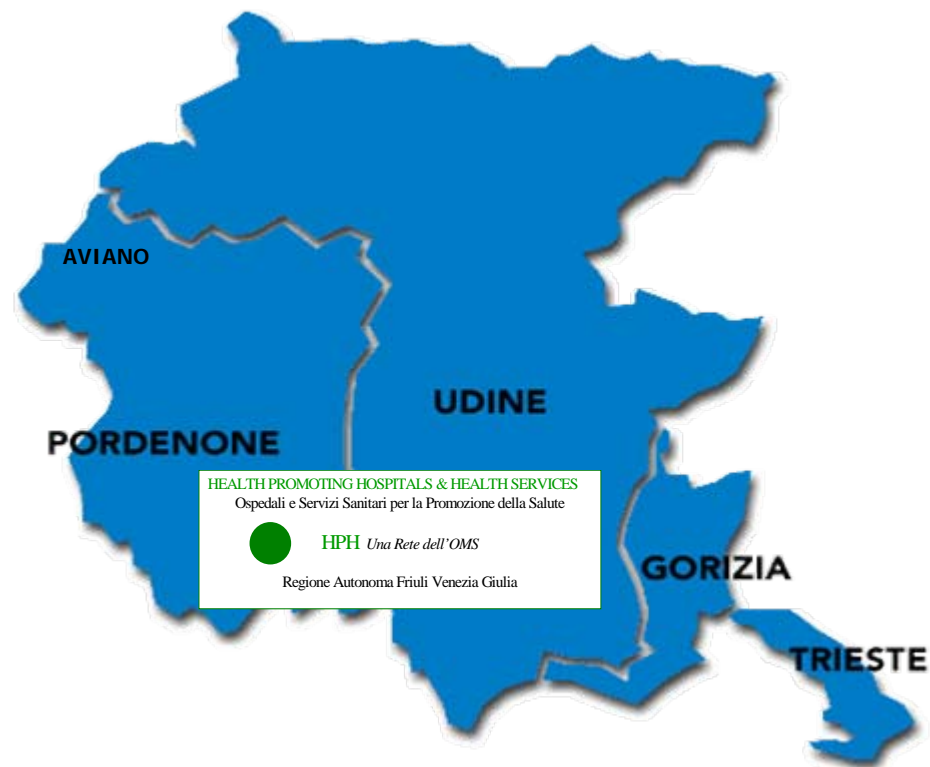 AVIANO
UDINE
PORDENONE
HEALTH PROMOTING HOSPITALS & HEALTH SERVICES
Ospedali e Servizi Sanitari per la Promozione della Salute
HPH Una Rete dell'OMS
Regione Autonoma Friuli Venezia Giulia
GORIZIA
TRIESTE